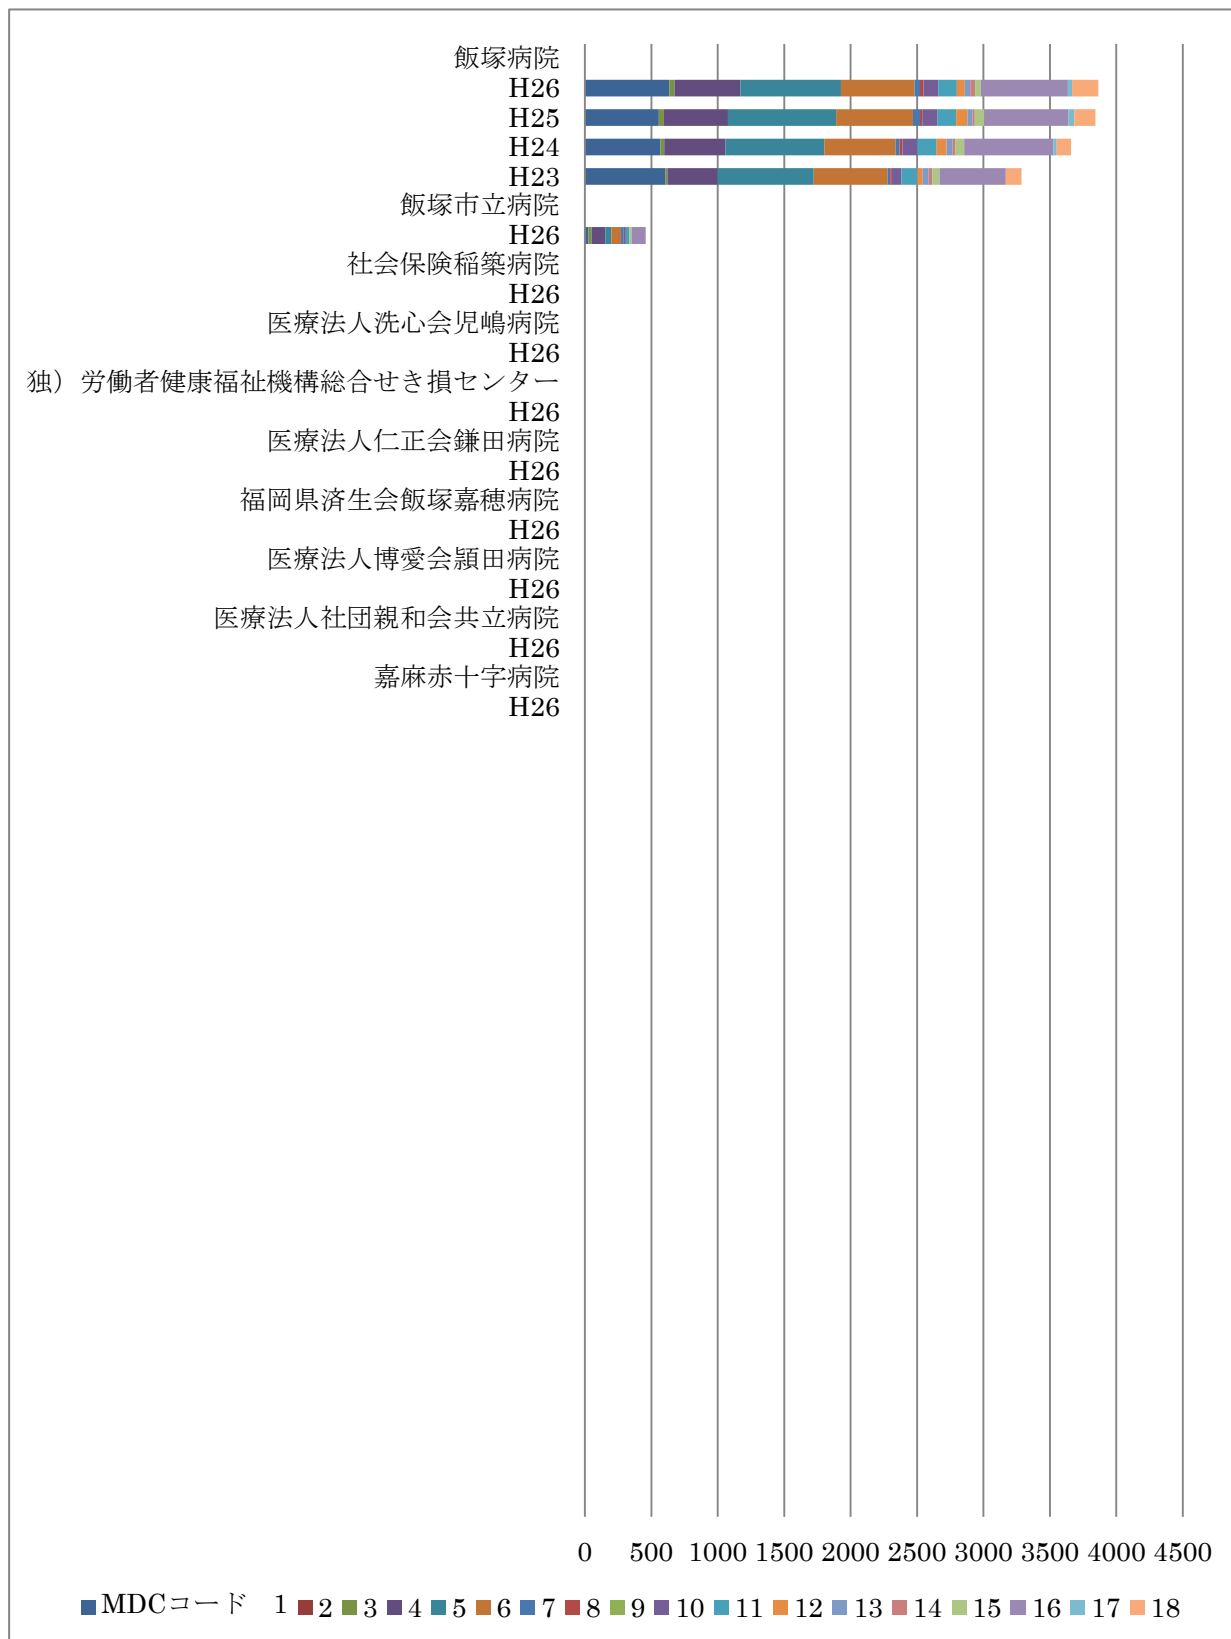 飯塚病院
H26
H25
H24
H23
飯塚市立病院
H26
社会保険稲築病院
H26
医療法人洗心会児嶋病院
H26
独）労働者健康福祉機構総合せき損センター
H26
医療法人仁正会鎌田病院
H26
福岡県済生会飯塚嘉穂病院
H26
医療法人博愛会頴田病院
H26
医療法人社団親和会共立病院
H26
嘉麻赤十字病院
H26
0 500 1000 1500 2000 2500 3000 3500 4000 4500
MDCコード 1 2 3 4 5 6 7 8 9 10 11 12 13 14 15 16 17 18